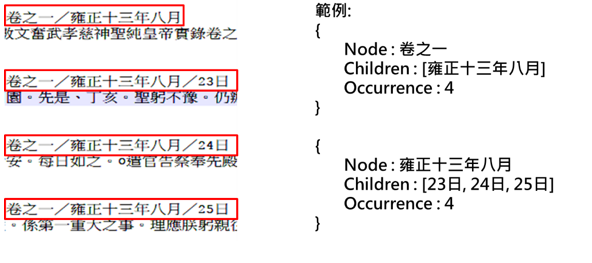 卷之一／雍正十三年八月
敕文奮武孝慈神聖純皇帝實錄卷之
卷之一／雍正十三年八月／23日
園。先是、丁亥。聖躬不豫。仍辦
卷之一／雍正十三年八月／24日
安。每日如之。○遣官告祭奉先殿
卷之一／雍正十三年八月／25日
。係第一重大之事。理應朕躬親行
範例:
{
Node : 卷之一
Children : [雍正十三年八月]
Occurrence : 4
}
{
Node : 雍正十三年八月
Children : [23日, 24日, 25日]
Occurrence : 4
}